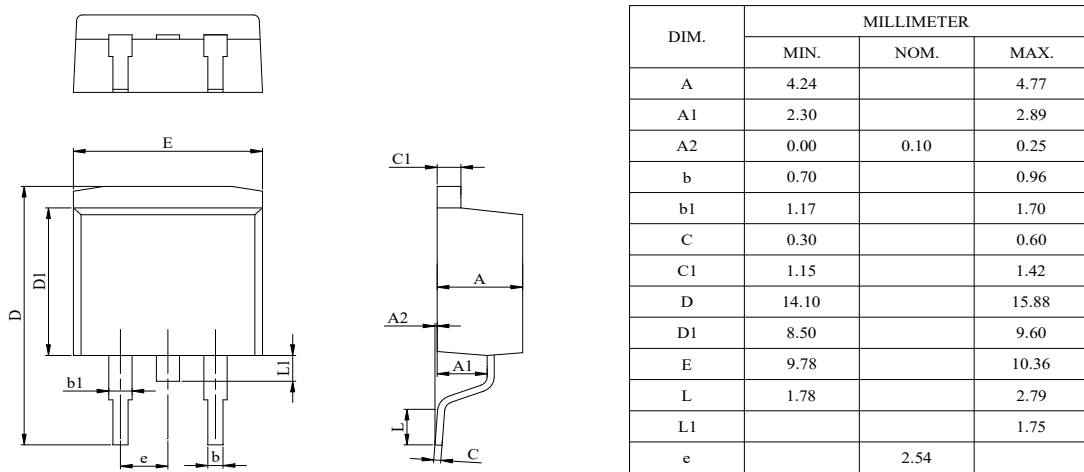 E
D
D1
L1
b1
e
b
C1
A
A2
A1
L
C
DIM. MILLIMETER
MIN. NOM. MAX.
A 4.24 4.77
A1 2.30 2.89
A2 0.00 0.10 0.25
b 0.70 0.96
b1 1.17 1.70
C 0.30 0.60
C1 1.15 1.42
D 14.10 15.88
D1 8.50 9.60
E 9.78 10.36
L 1.78 2.79
L1 1.75
e 2.54